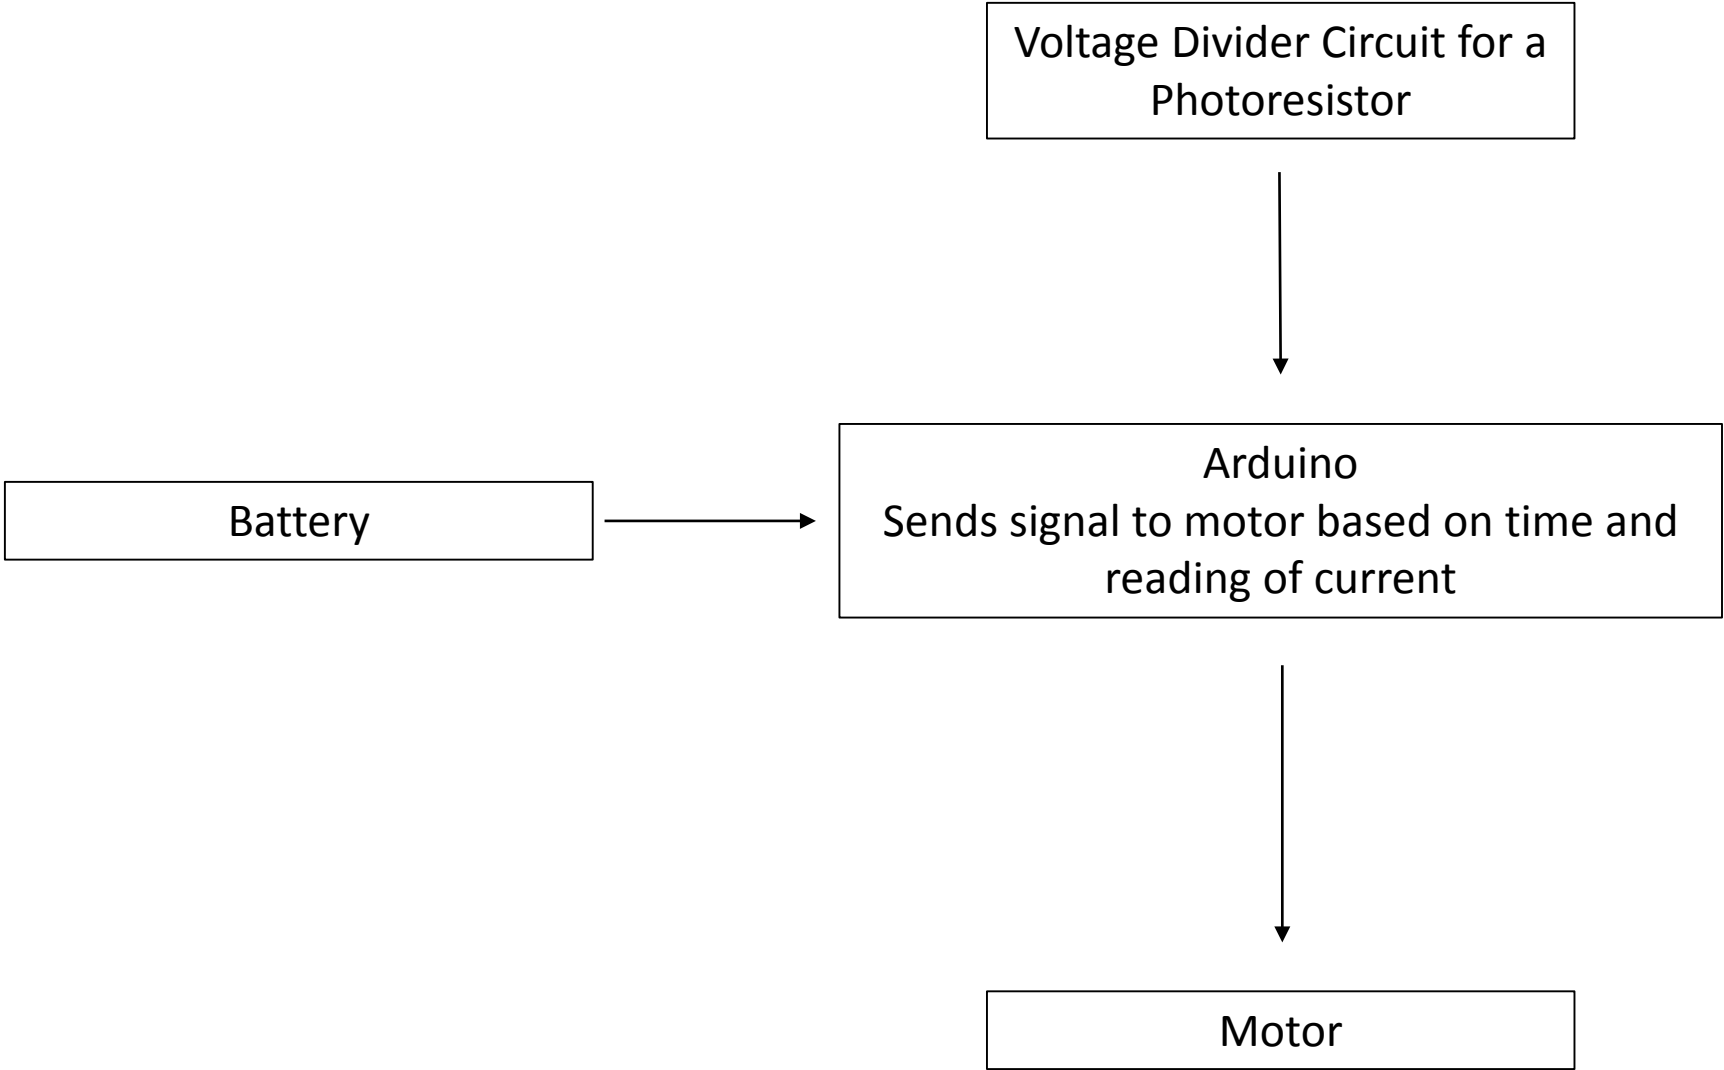 Voltage Divider Circuit for a
Photoresistor
Battery
Arduino
Sends signal to motor based on time and
reading of current
Motor